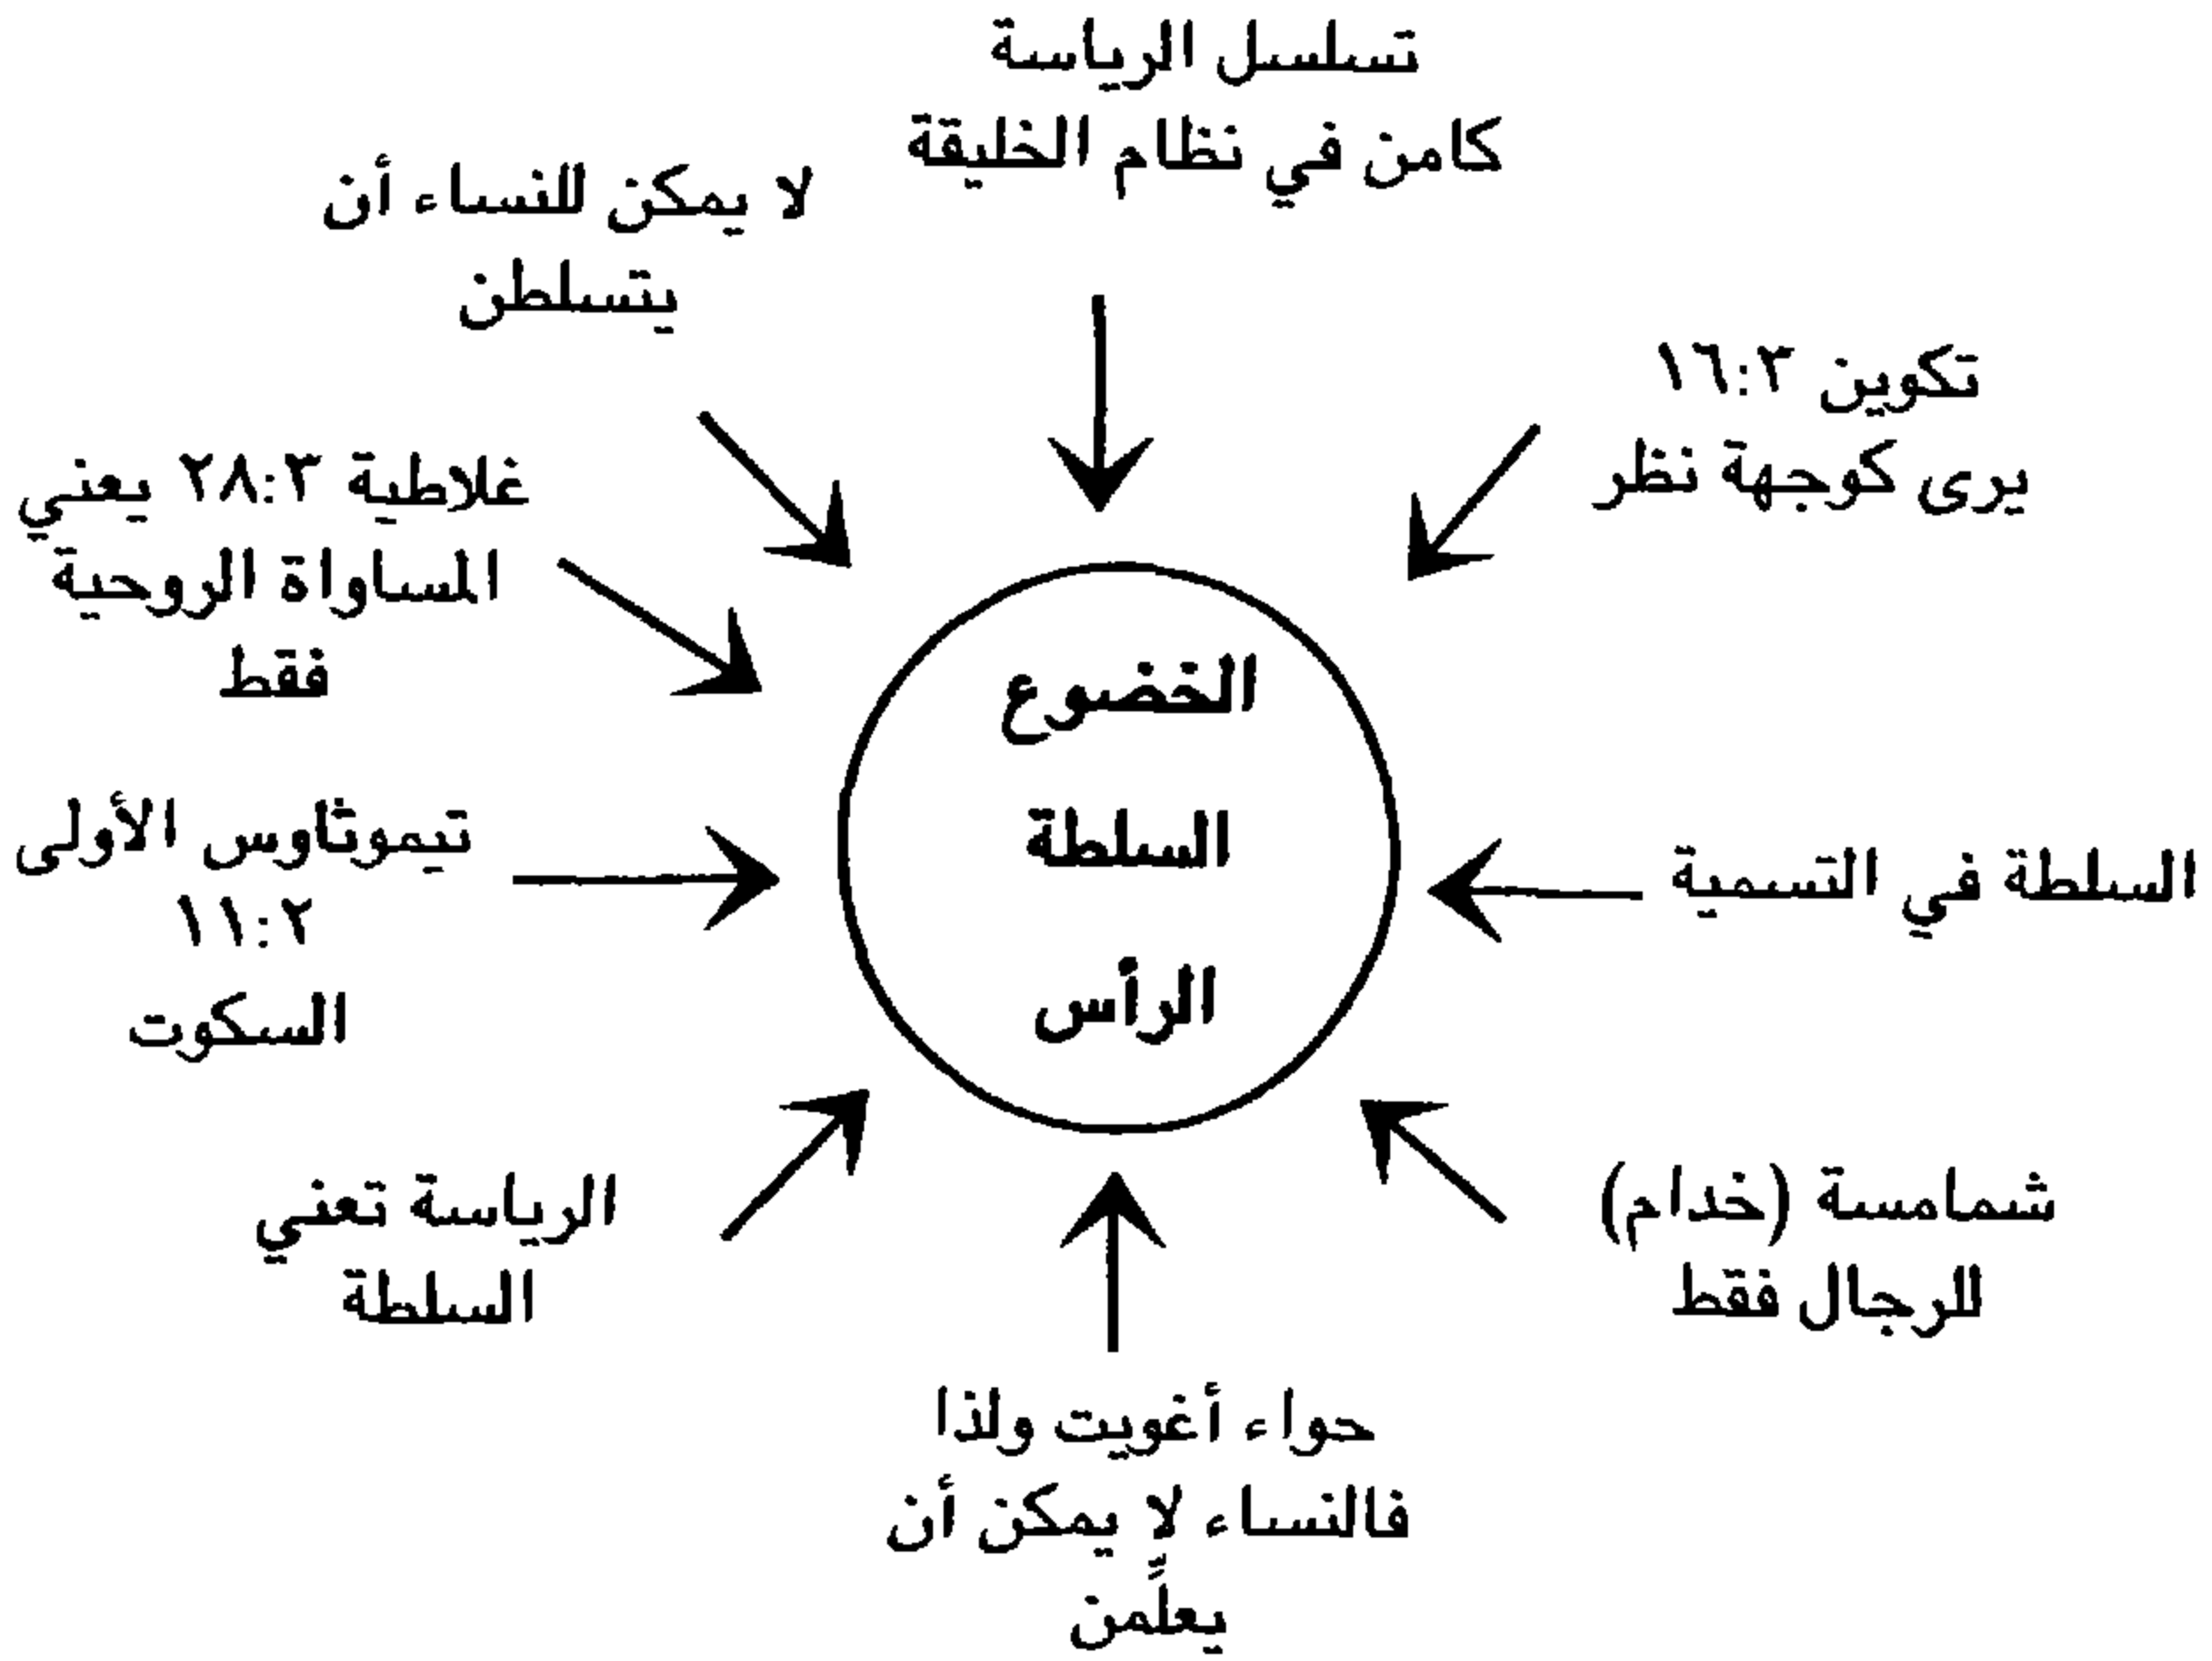 تسلسل الرياسة
كامن في نظام الخليقة
تكوين ١٦:٣
يرى كوجهة نظر
السلطة في التسمية
شمامسة (خدام)
للرجال فقط
حواء أغويت ولذا
فالنساء لا يمكن أن
يعلِّمن
الرياسة تعني
السلطة
تيموثاوس الأولى
١١:٢
السكوت
غلاطية ٢٨:٣ يعني
المساواة الروحية
فقط
لا يمكن للنساء أن
يتسلطن
الخضوع
السلطة
الرأس